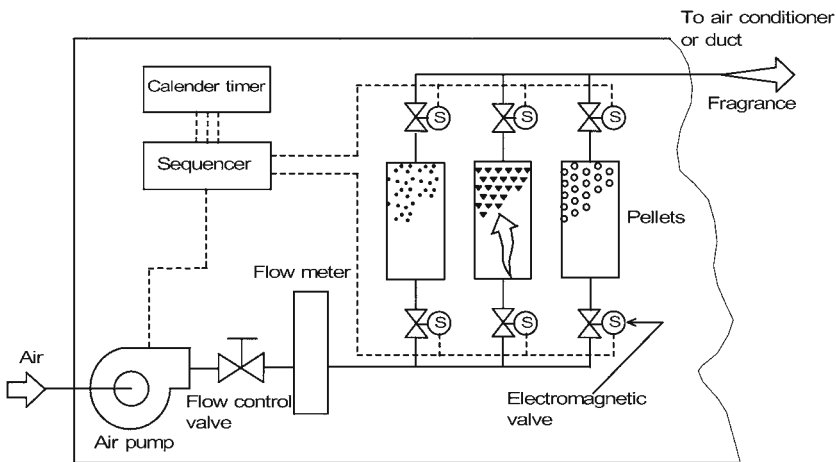 To air conditioner
or duct
Fragrance
Calender timer
Sequencer
S
S
S
Pellets
Flow meter
S
S
S
Air
Flow control
valve
Air pump
Electromagnetic
valve